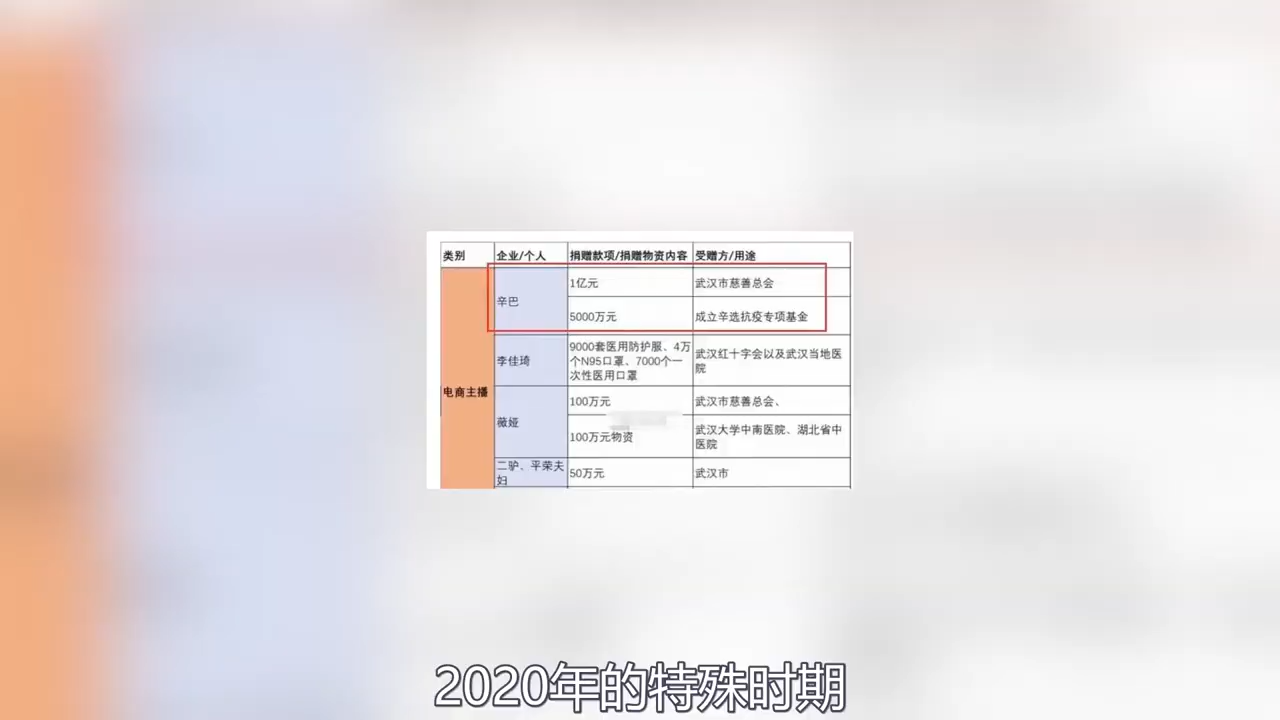 类别 企业/个人 捐赠款项/捐赠物资内容 受赠方/用途
电商主播
辛巴
1亿元 武汉市慈善总会
5000万元 成立辛选抗疫专项基金
李佳琦
9000套医用防护服、4万
个N95口罩、7000个一
次性医用口罩
武汉红十字会以及武汉当地医
院
薇娅
100万元 武汉市慈善总会、
100万元物资
武汉大学中南医院、湖北省中
医院
二驴、平荣夫
妇
50万元 武汉市
2020年的特殊时期